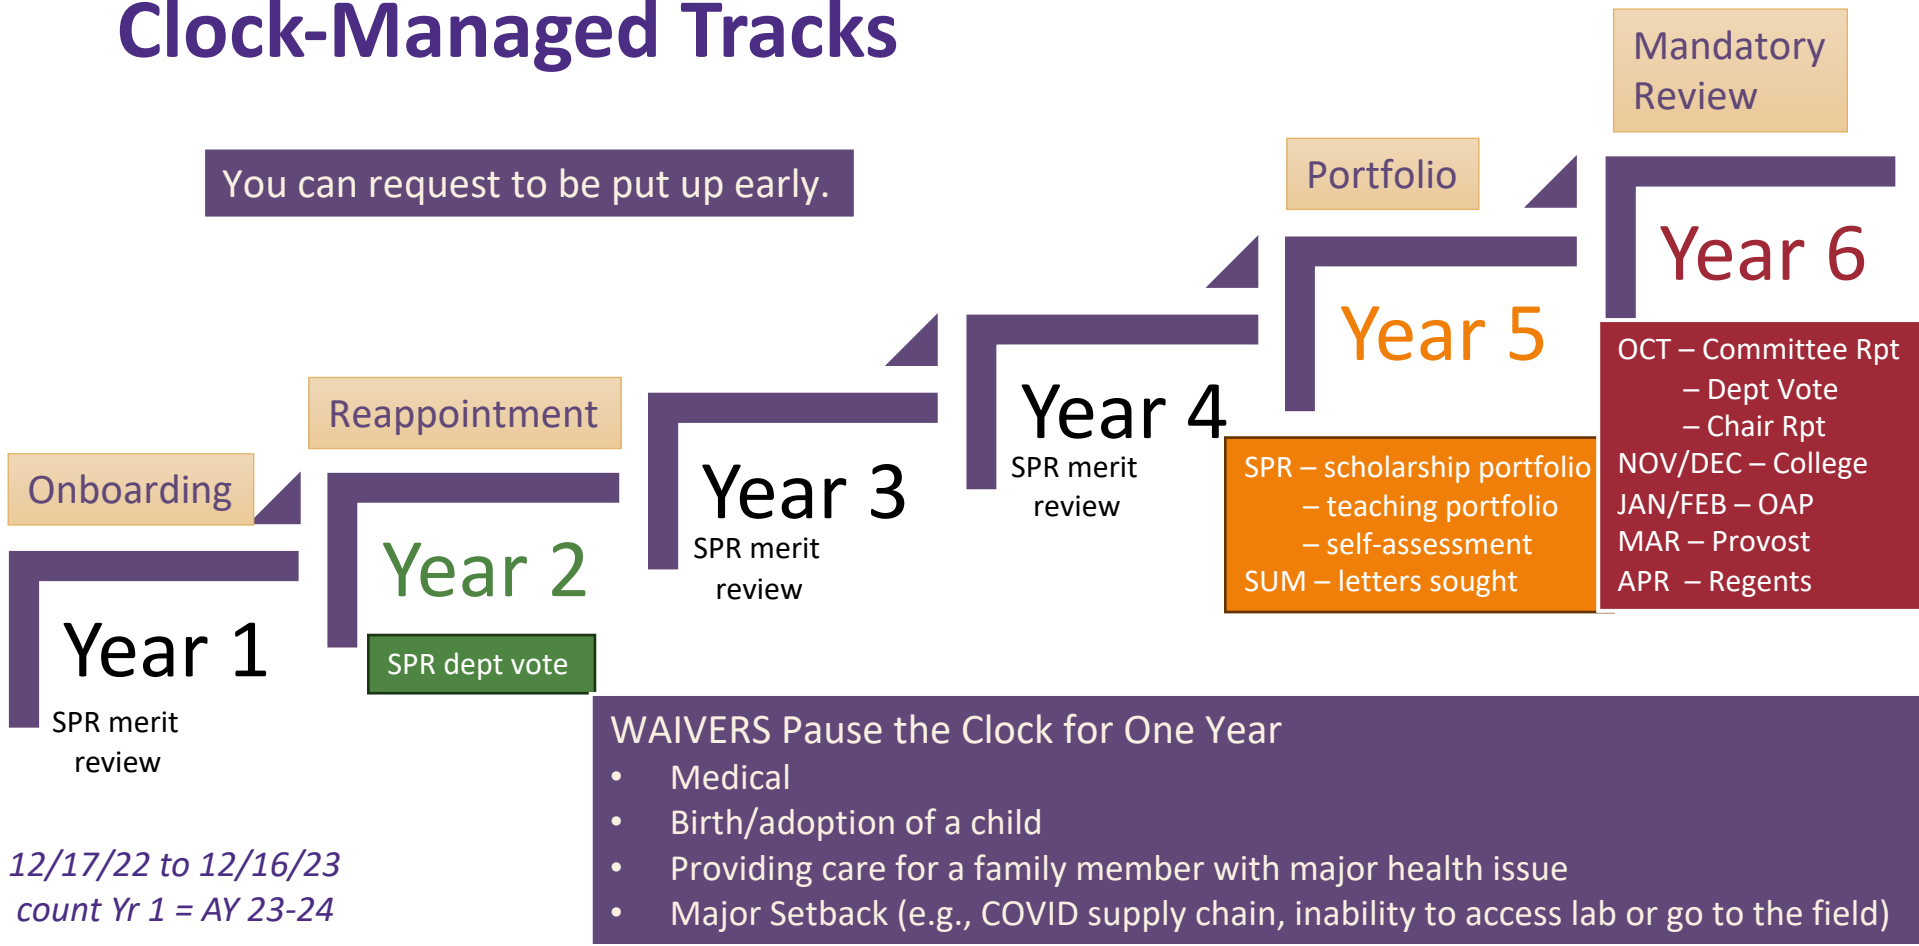 Clock-Managed Tracks
You can request to be put up early.
Onboarding
Year 1
SPR merit
review
Reappointment
Year 2
SPR dept vote
Year 3
SPR merit
review
Year 4
SPR merit
review
Portfolio
Year 5
SPR – scholarship portfolio
– teaching portfolio
– self-assessment
SUM – letters sought
Mandatory
Review
Year 6
OCT – Committee Rpt
– Dept Vote
– Chair Rpt
NOV/DEC – College
JAN/FEB – OAP
MAR – Provost
APR – Regents
WAIVERS Pause the Clock for One Year
• Medical
• Birth/adoption of a child
• Providing care for a family member with major health issue
• Major Setback (e.g., COVID supply chain, inability to access lab or go to the field)
12/17/22 to 12/16/23
count Yr 1 = AY 23-24